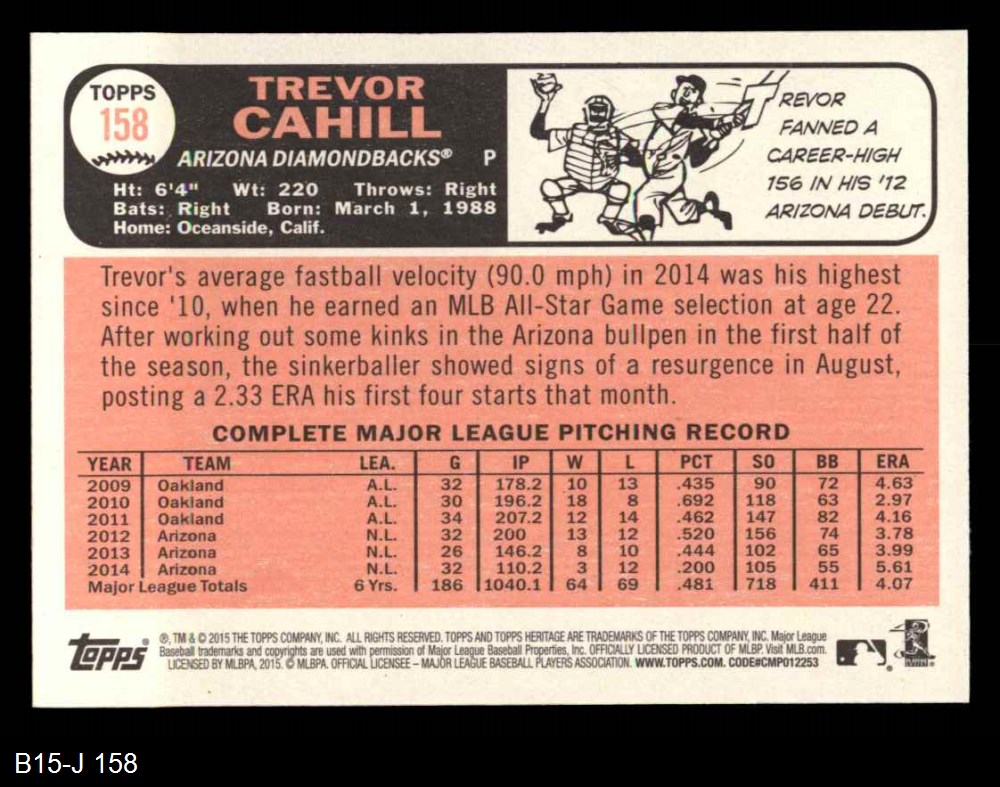 TOPPS
158
TREVOR
CAHILL
ARIZONA DIAMONDBACKS® P
Ht: 6'4" Wt: 220 Throws: Right
Bats: Right Born: March 1, 1988
Home: Oceanside, Calif.
TREVOR
FANNED A
CAREER-HIGH
156 IN HIS '12
ARIZONA DEBUT.
Trevor's average fastball velocity (90.0 mph) in 2014 was his highest
since '10, when he earned an MLB All-Star Game selection at age 22.
After working out some kinks in the Arizona bullpen in the first half of
the season, the sinkerballer showed signs of a resurgence in August,
posting a 2.33 ERA his first four starts that month.
COMPLETE MAJOR LEAGUE PITCHING RECORD
YEAR TEAM LEA. G IP W L PCT SO BB ERA
2009 Oakland A.L. 32 178.2 10 13 .435 90 72 4.63
2010 Oakland A.L. 30 196.2 18 8 .692 118 63 2.97
2011 Oakland A.L. 34 207.2 12 14 .462 147 82 4.16
2012 Arizona N.L. 32 200 13 12 .520 156 74 3.78
2013 Arizona N.L. 26 146.2 8 10 .444 102 65 3.99
2014 Arizona N.L. 32 110.2 3 12 .200 105 55 5.61
Major League Totals 6 Yrs. 186 1040.1 64 69 .481 718 411 4.07
Topps
®, TM & © 2015 THE TOPPS COMPANY, INC. ALL RIGHTS RESERVED. TOPPS AND TOPPS HERITAGE ARE TRADEMARKS OF THE TOPPS COMPANY, INC. Major League
Baseball trademarks and copyrights are used with permission of Major League Baseball Properties, Inc. OFFICIALLY LICENSED PRODUCT OF MLBP. Visit MLB.com.
LICENSED BY MLBPA, 2015. © MLBPA. OFFICIAL LICENSEE – MAJOR LEAGUE BASEBALL PLAYERS ASSOCIATION. WWW.TOPPS.COM. CODE#CMP012253
B15-J 158